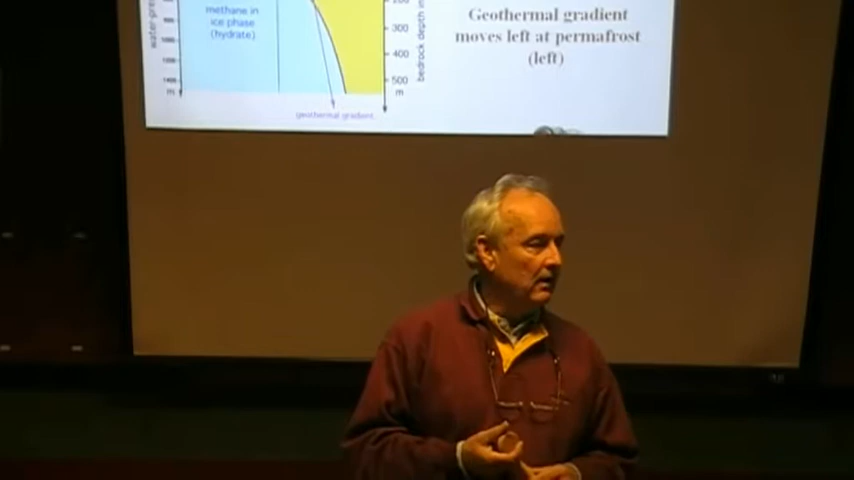 methane in
ice phase
(hydrate)
300
400
500
m
m
bedrock depth in
geothermal gradient
Geothermal gradient
moves left at permafrost
(left)